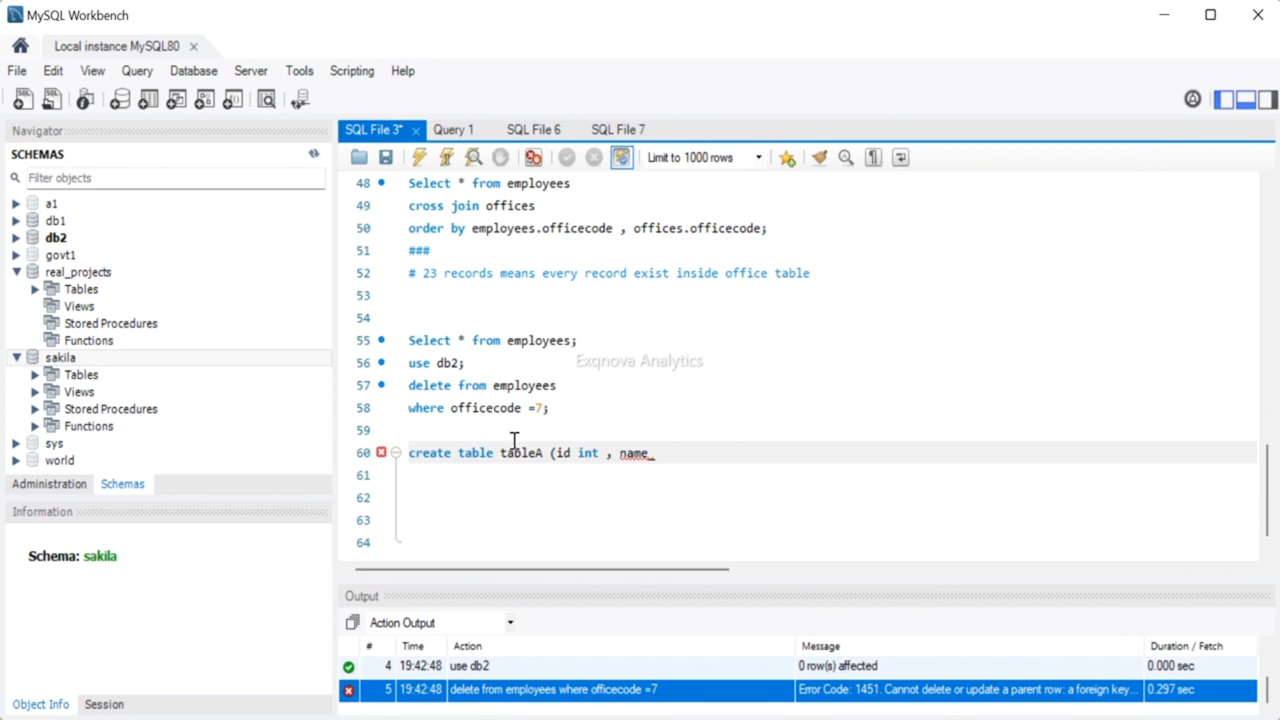 MySQL Workbench
Local instance MySQL80
File Edit View Query Database Server Tools Scripting Help
Navigator
SCHEMAS
Filter objects
a1
db1
db2
govt1
real_projects
Tables
Views
Stored Procedures
Functions
sakila
Tables
Views
Stored Procedures
Functions
sys
world
Administration Schemas
Information
Schema: sakila
Object Info Session
SQL File 3* Query 1 SQL File 6 SQL File 7
Limit to 1000 rows
48 Select * from employees
49 cross join offices
50 order by employees.officecode , offices.officecode;
51 ###
52 # 23 records means every record exist inside office table
53
54
55 Select * from employees;
56 use db2;
57 delete from employees
58 where officecode =7;
59
60 create table tableA (id int , name_
61
62
63
64
Exqnova Analytics
Output
Action Output
# Time Action Message Duration / Fetch
4 19:42:48 use db2 0 row(s) affected 0.000 sec
5 19:42:48 delete from employees where officecode =7 Error Code: 1451. Cannot delete or update a parent row: a foreign key... 0.297 sec